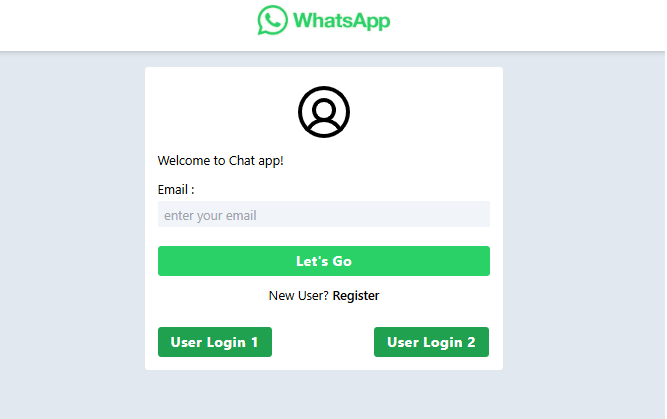 WhatsApp
Welcome to Chat app!
Email :
enter your email
Let's Go
New User? Register
User Login 1
User Login 2